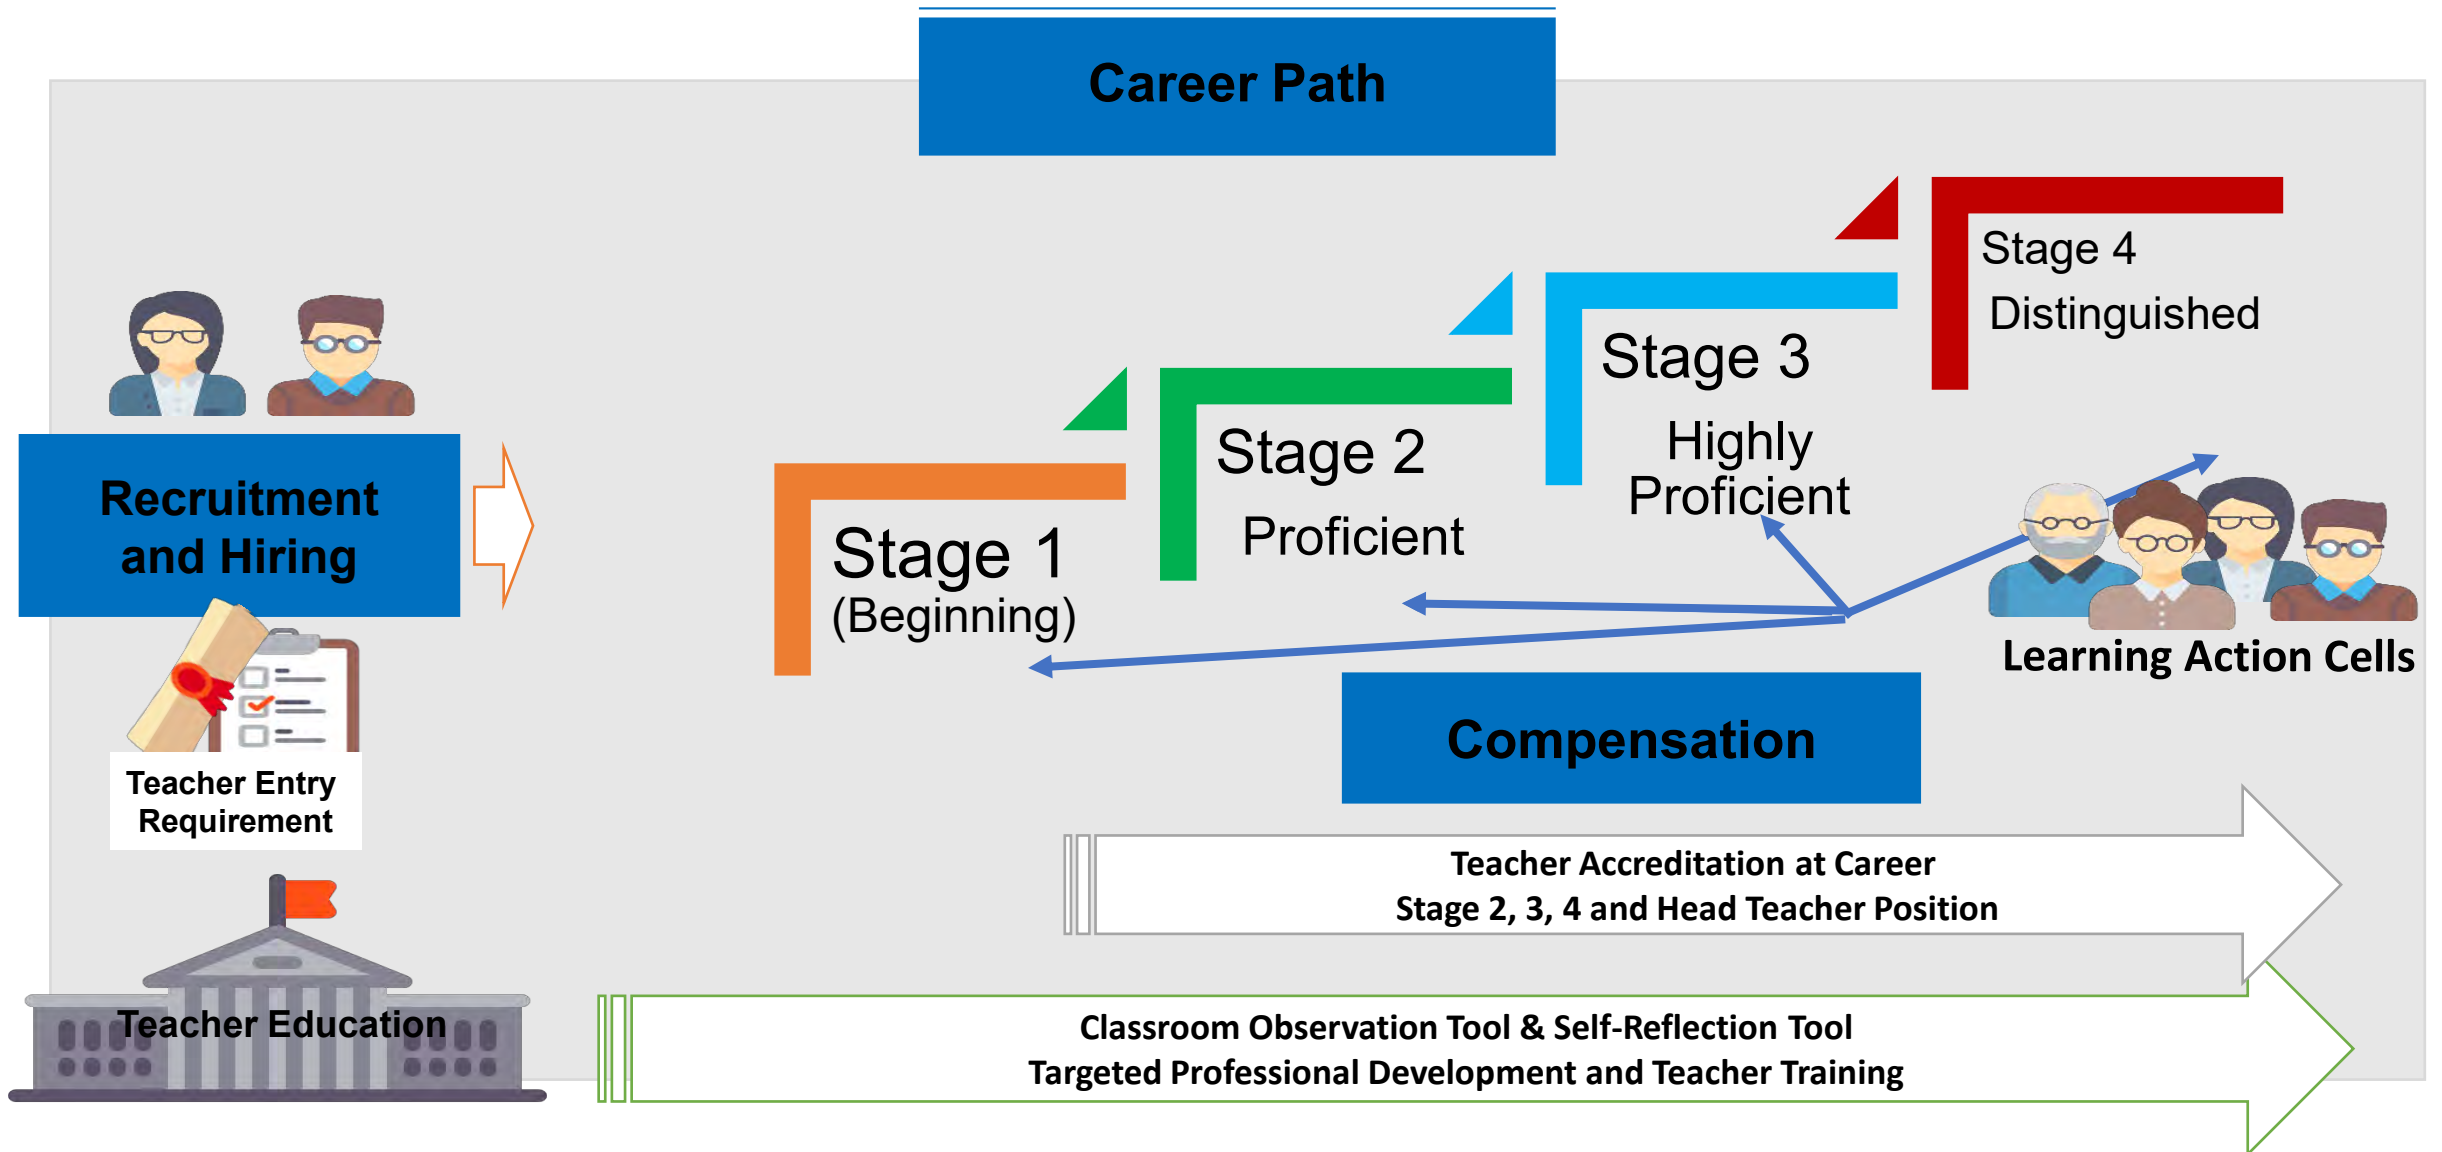 Career Path
Stage 4
Distinguished
Stage 3
Highly
Proficient
Stage 2
Proficient
Stage 1
(Beginning)
Recruitment
and Hiring
Learning Action Cells
Compensation
Teacher Entry
Requirement
Teacher Accreditation at Career
Stage 2, 3, 4 and Head Teacher Position
Teacher Education
Classroom Observation Tool & Self-Reflection Tool
Targeted Professional Development and Teacher Training